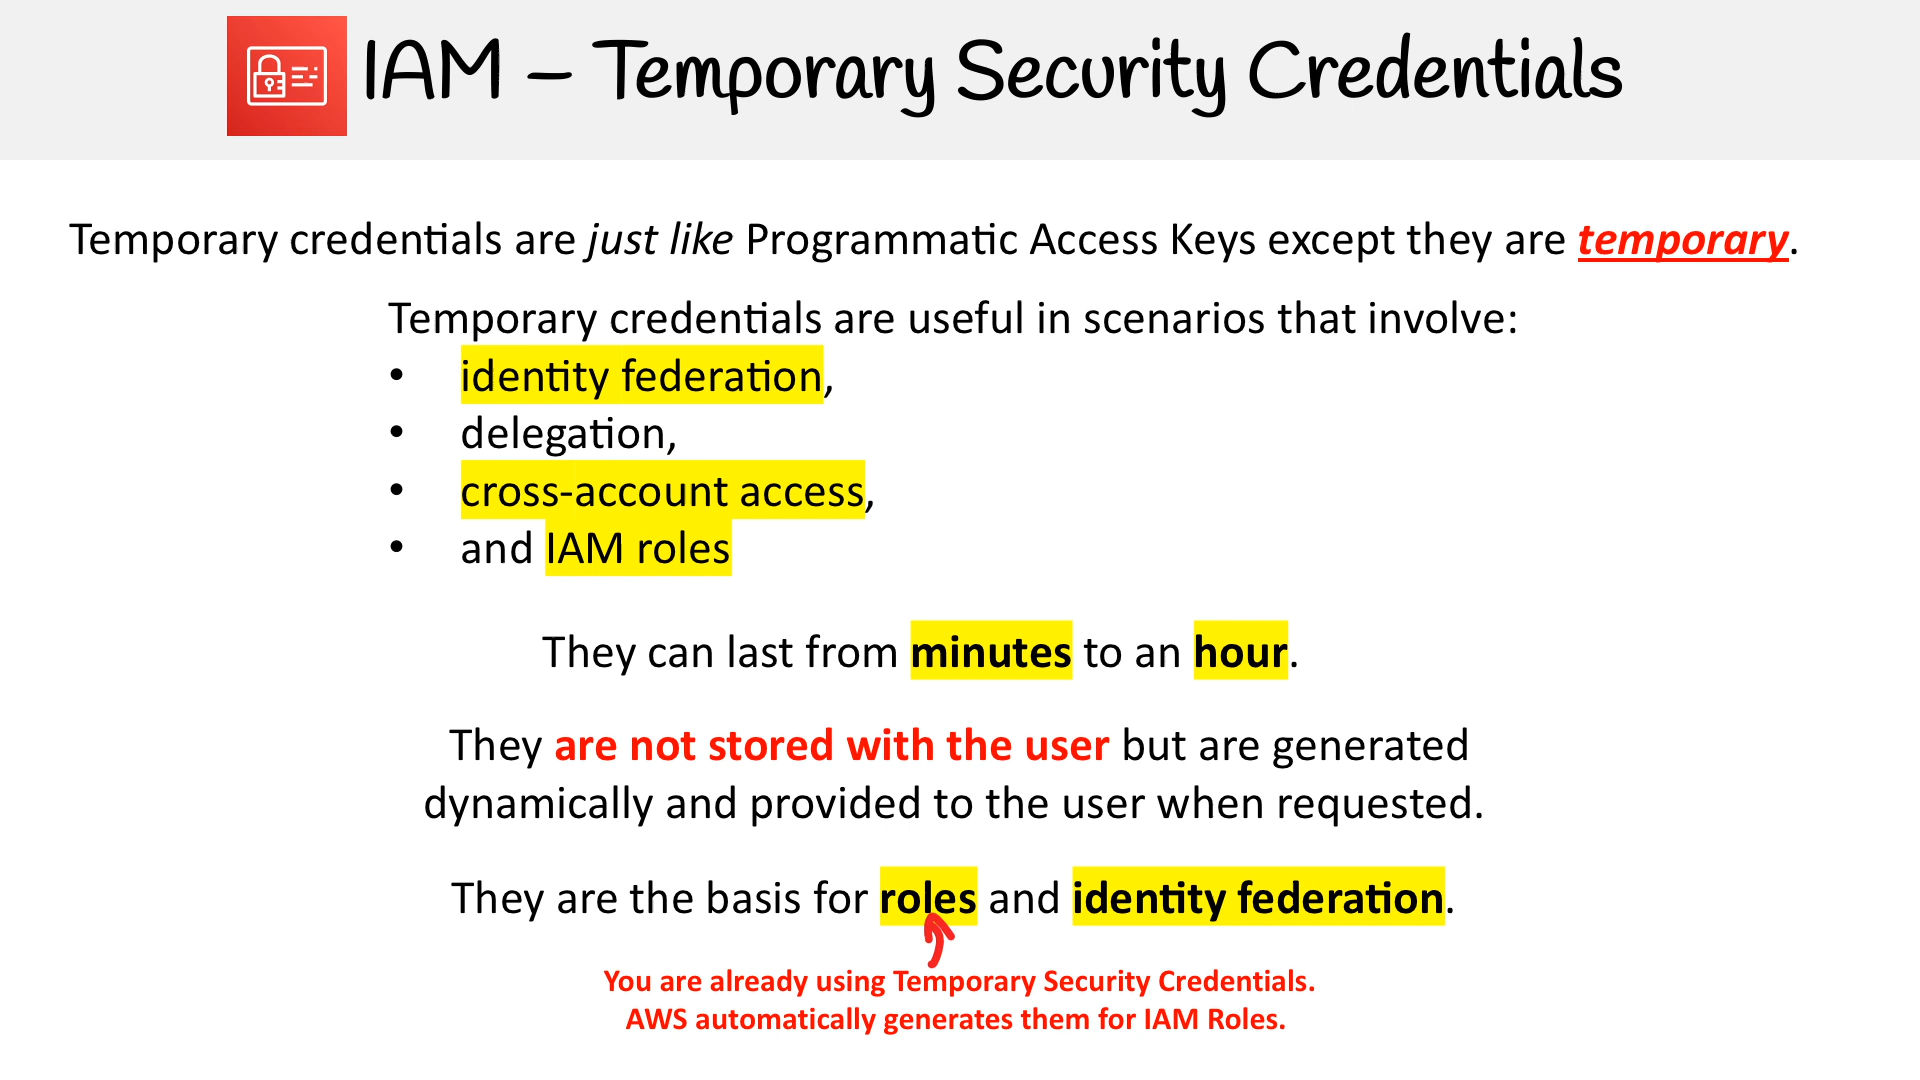 IAM – Temporary Security Credentials
Temporary credentials are just like Programmatic Access Keys except they are temporary.
Temporary credentials are useful in scenarios that involve:
• identity federation,
• delegation,
• cross-account access,
• and IAM roles
They can last from minutes to an hour.
They are not stored with the user but are generated
dynamically and provided to the user when requested.
They are the basis for roles and identity federation.
You are already using Temporary Security Credentials.
AWS automatically generates them for IAM Roles.